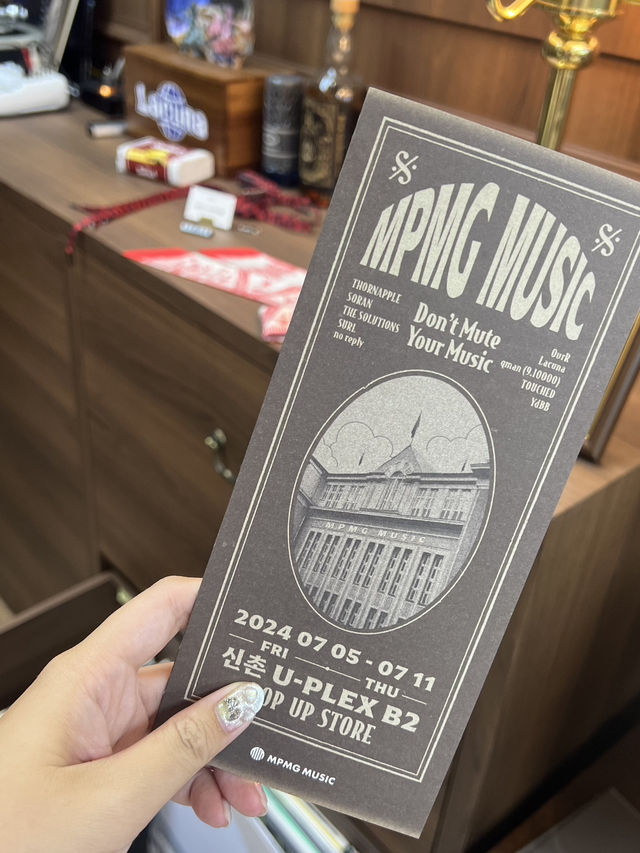 Laguna
MPMG MUSIC
THORNAPPLE
SORAN
THE SOLUTIONS
SURL
no reply
Don't Mute
Your Music
OurR
Lacuna
qman (9.10000)
TOUCHED
YdBB
MPMG MUSIC
2024 07 05 - 07 11
FRI THU
신촌 U-PLEX B2
POP UP STORE
MPMG MUSIC